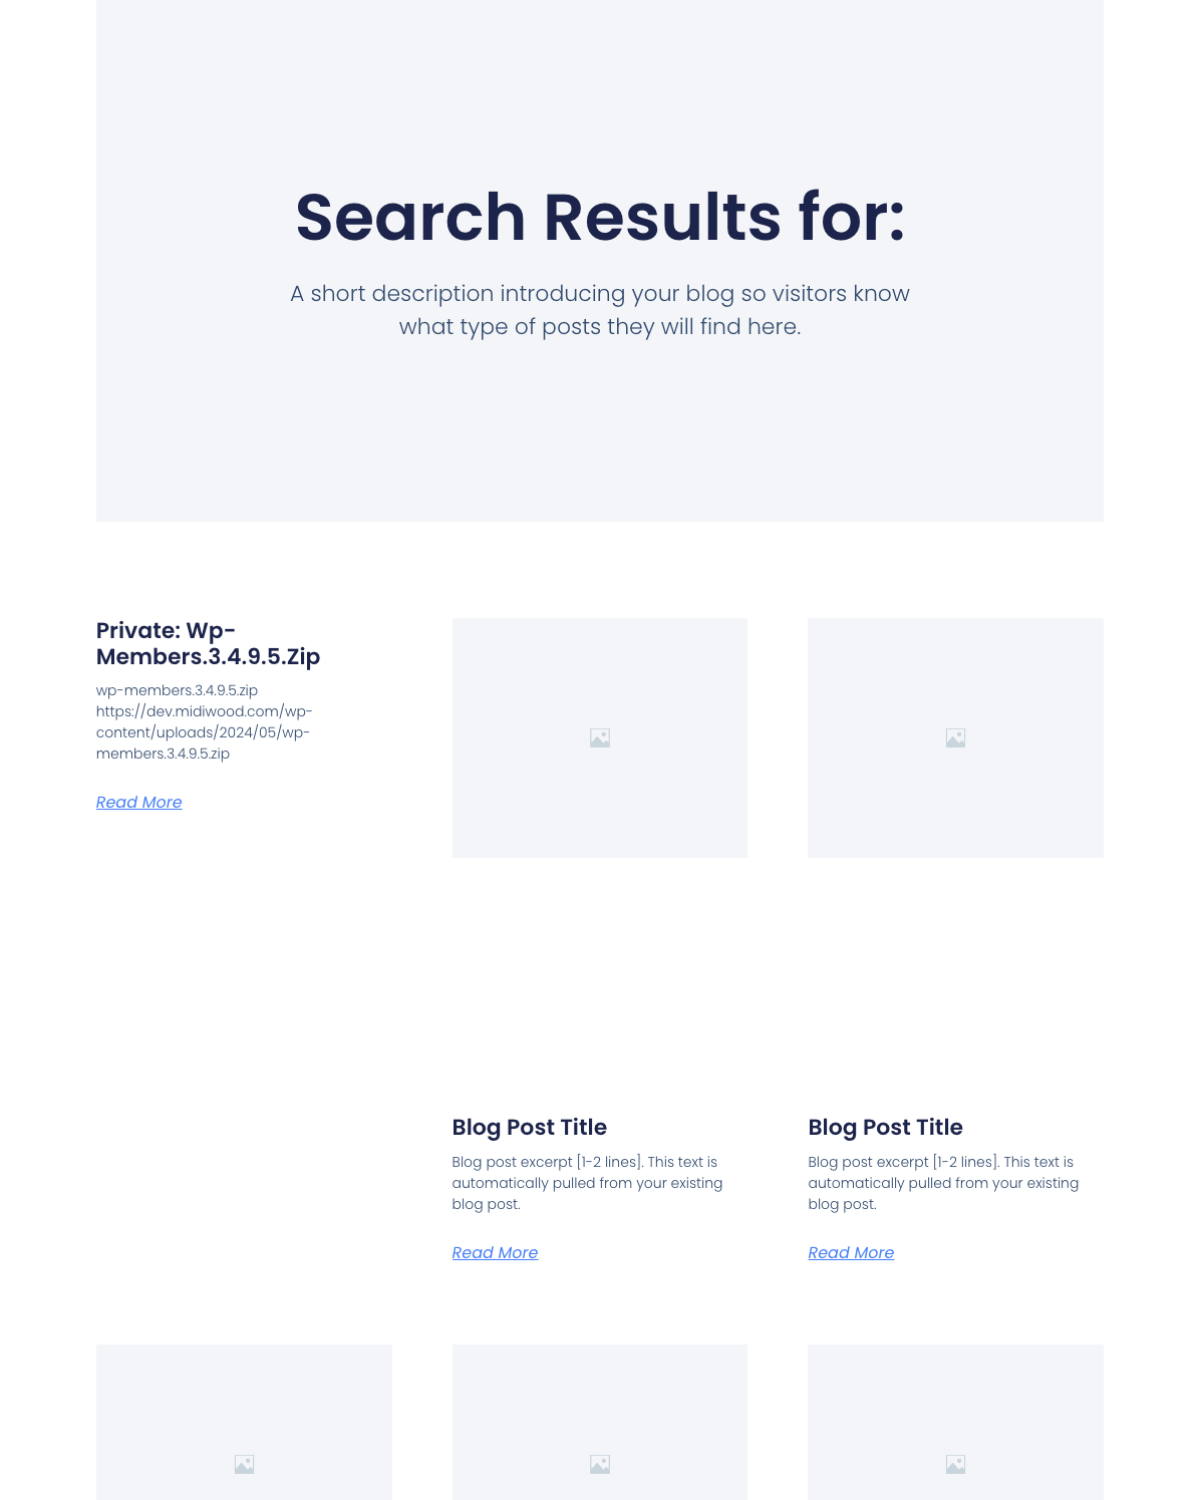 Search Results for:
A short description introducing your blog so visitors know
what type of posts they will find here.
Private: Wp-
Members.3.4.9.5.Zip
wp-members.3.4.9.5.zip
https://dev.midiwood.com/wp-
content/uploads/2024/05/wp-
members.3.4.9.5.zip
Read More
Blog Post Title
Blog post excerpt [1-2 lines]. This text is
automatically pulled from your existing
blog post.
Read More
Blog Post Title
Blog post excerpt [1-2 lines]. This text is
automatically pulled from your existing
blog post.
Read More